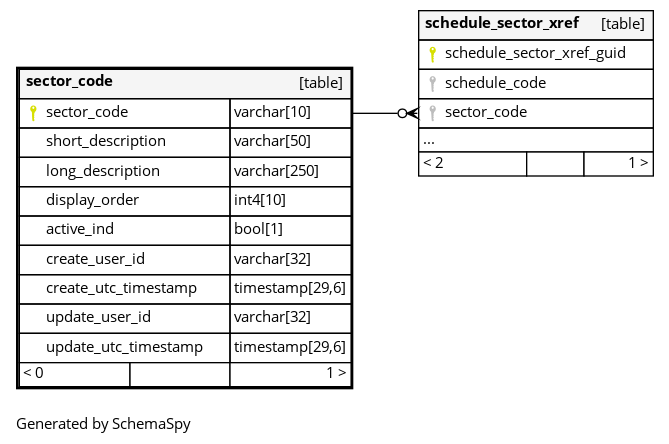 schedule_sector_xref [table]
schedule_sector_xref_guid
schedule_code
sector_code
...
< 2 1 >
sector_code [table]
sector_code varchar[10]
short_description varchar[50]
long_description varchar[250]
display_order int4[10]
active_ind bool[1]
create_user_id varchar[32]
create_utc_timestamp timestamp[29,6]
update_user_id varchar[32]
update_utc_timestamp timestamp[29,6]
< 0 1 >
Generated by SchemaSpy